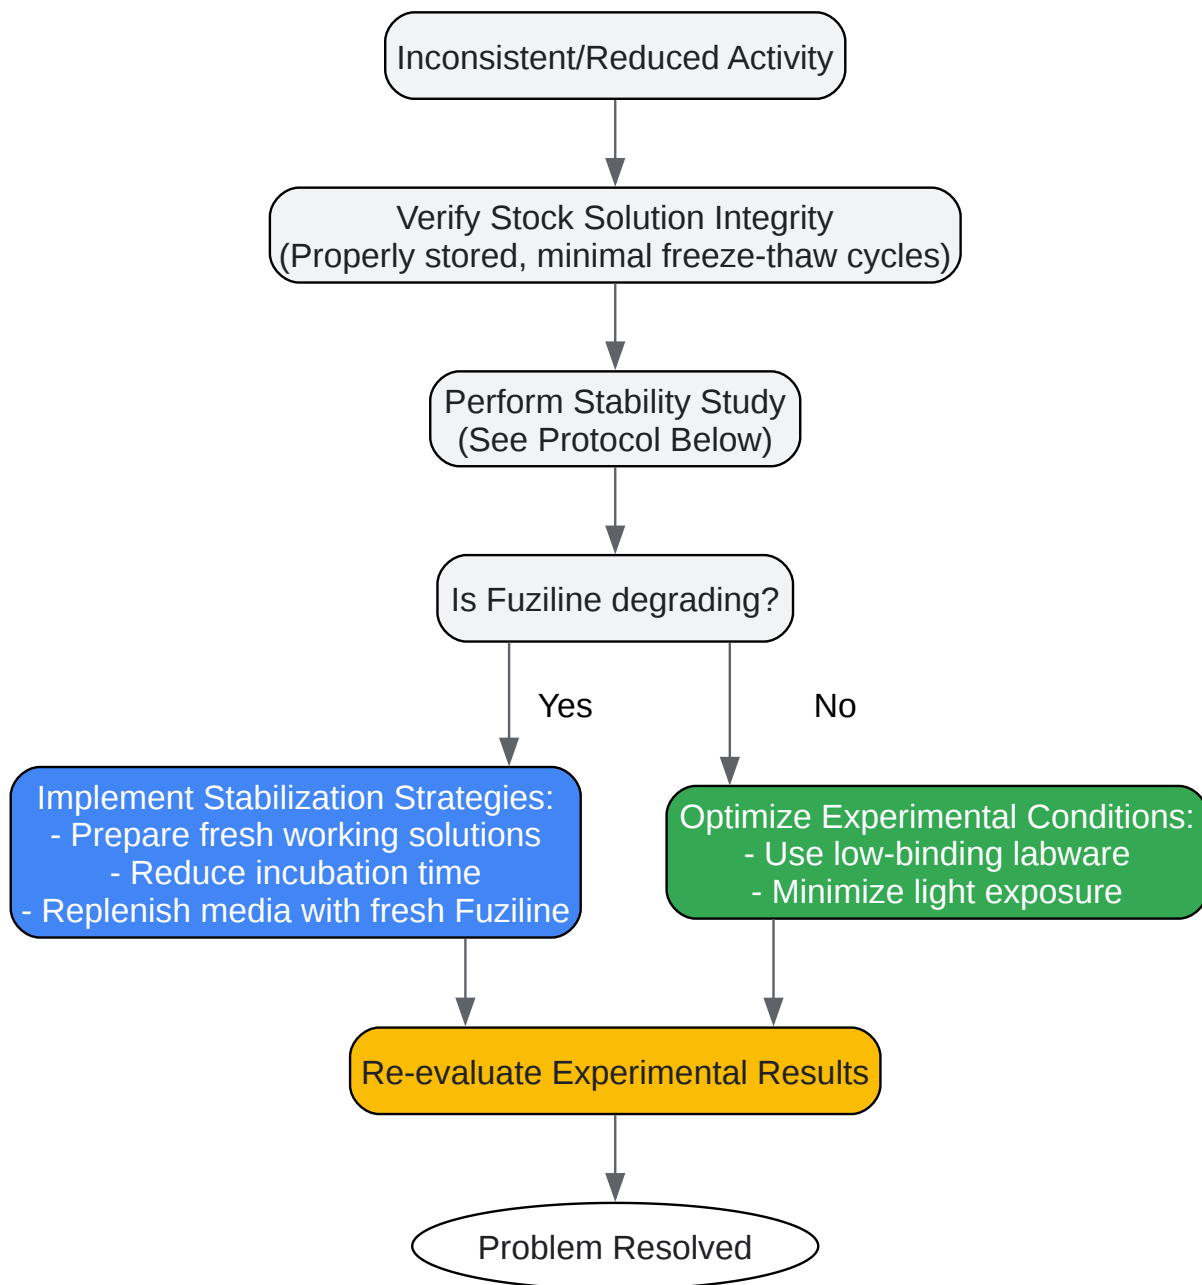 Inconsistent/Reduced Activity
Verify Stock Solution Integrity
(Properly stored, minimal freeze-thaw cycles)
Perform Stability Study
(See Protocol Below)
Is Fuziline degrading?
Yes
No
Implement Stabilization Strategies:
- Prepare fresh working solutions
- Reduce incubation time
- Replenish media with fresh Fuziline
Optimize Experimental Conditions:
- Use low-binding labware
- Minimize light exposure
Re-evaluate Experimental Results
Problem Resolved